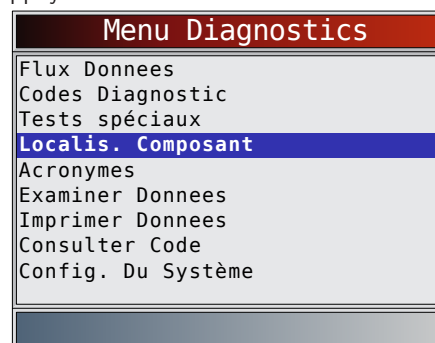 Menu Diagnostics
Flux Donnees
Codes Diagnostic
Tests spéciaux
Localis. Composant
Acronymes
Examiner Donnees
Imprimer Donnees
Consulter Code
Config. Du Système